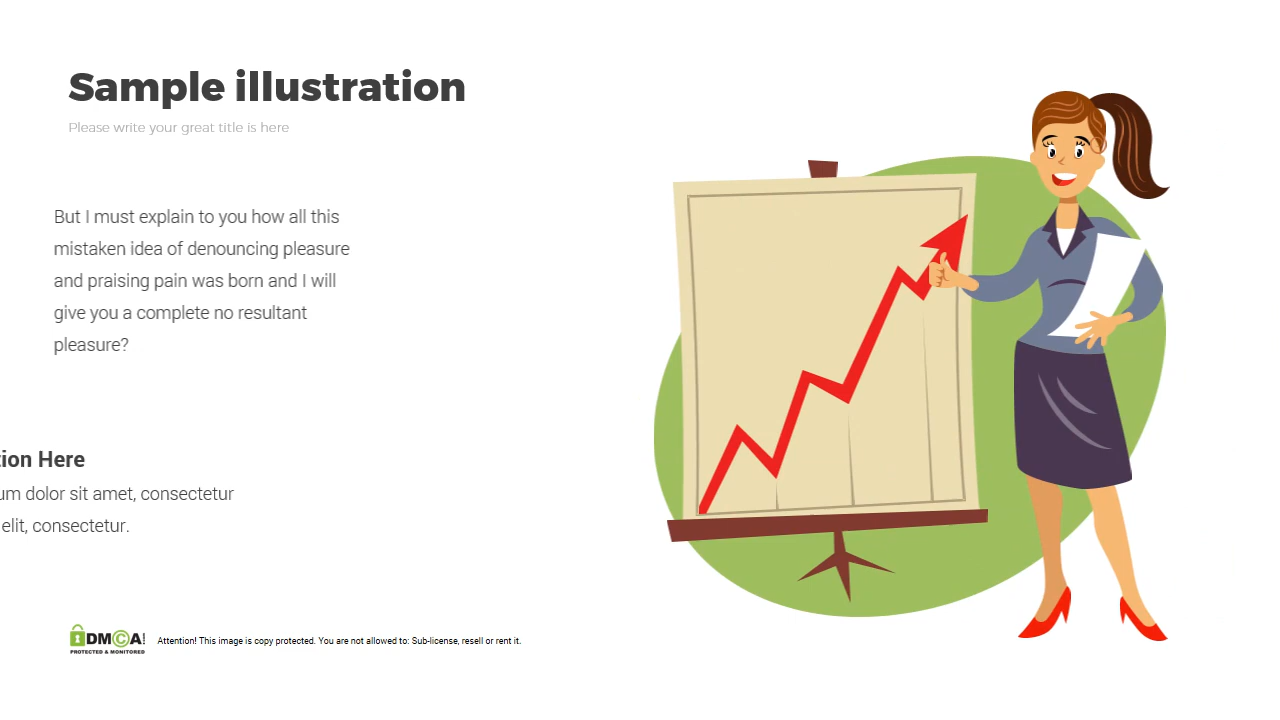 Sample illustration
Please write your great title is here
But I must explain to you how all this
mistaken idea of denouncing pleasure
and praising pain was born and I will
give you a complete no resultant
pleasure?
tion Here
um dolor sit amet, consectetur
elit, consectetur.
DMCA!
PROTECTED & MONITORED
Attention! This image is copy protected. You are not allowed to: Sub-license, resell or rent it.